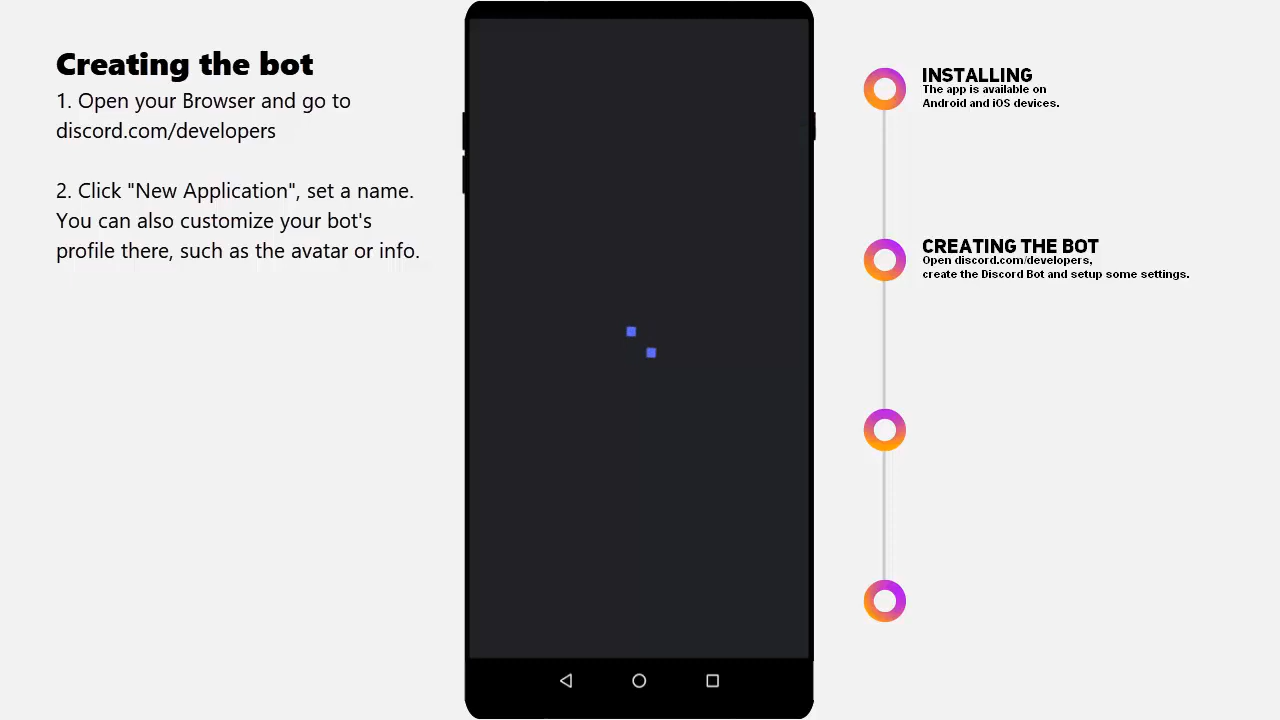 Creating the bot
1. Open your Browser and go to
discord.com/developers
2. Click "New Application", set a name.
You can also customize your bot's
profile there, such as the avatar or info.
INSTALLING
The app is available on
Android and iOS devices.
CREATING THE BOT
Open discord.com/developers,
create the Discord Bot and setup some settings.